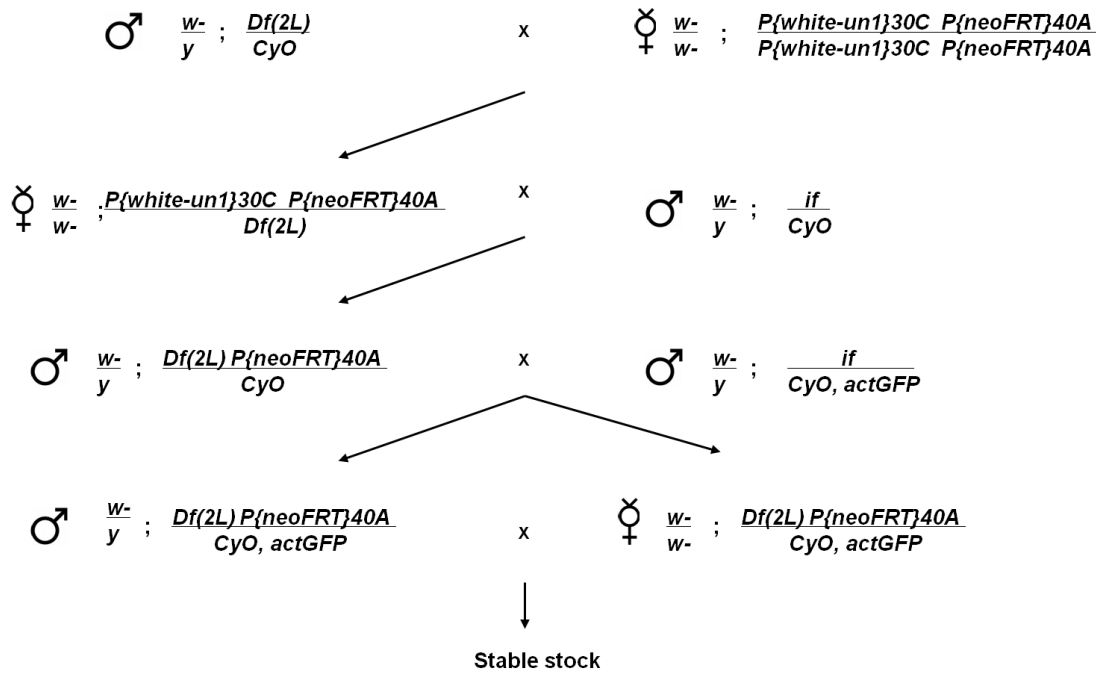 w- Df(2L) x w- P{white-un1}30C P{neoFRT}40A
y ; CyO w- ; P{white-un1}30C P{neoFRT}40A
w- ; P{white-un1}30C P{neoFRT}40A x w- ; if
w- Df(2L) y CyO
w- ; Df(2L) P{neoFRT}40A x w- ; if
y CyO y CyO, actGFP
w- ; Df(2L) P{neoFRT}40A x w- ; Df(2L) P{neoFRT}40A
y CyO, actGFP w- CyO, actGFP
Stable stock